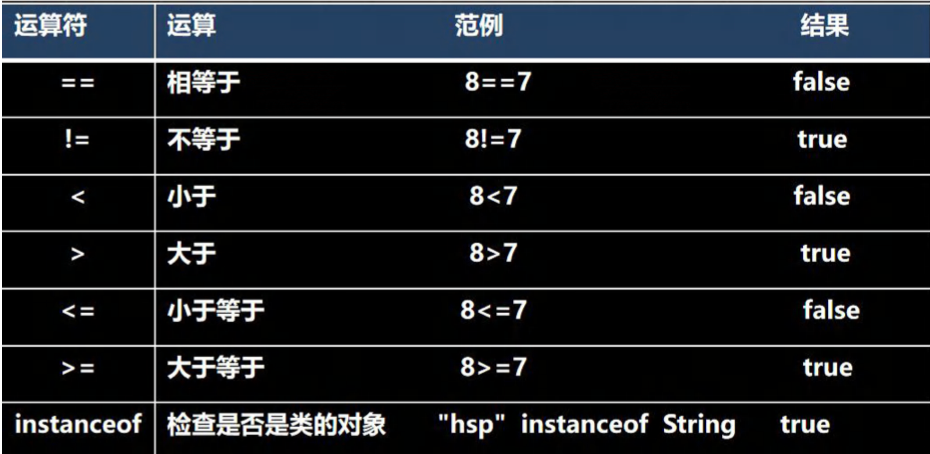 运算符 运算 范例 结果
== 相等于 8==7 false
!= 不等于 8!=7 true
< 小于 8<7 false
> 大于 8>7 true
<= 小于等于 8<=7 false
>= 大于等于 8>=7 true
instanceof 检查是否是类的对象 "hsp" instanceof String true